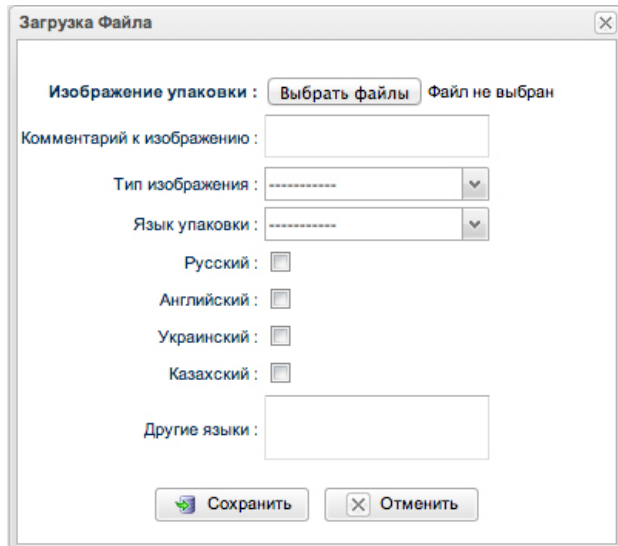 Загрузка Файла
Изображение упаковки : Выбрать файлы Файл не выбран
Комментарий к изображению :
Тип изображения : -----------
Язык упаковки : -----------
Русский :
Английский :
Украинский :
Казахский :
Другие языки :
Сохранить Отменить